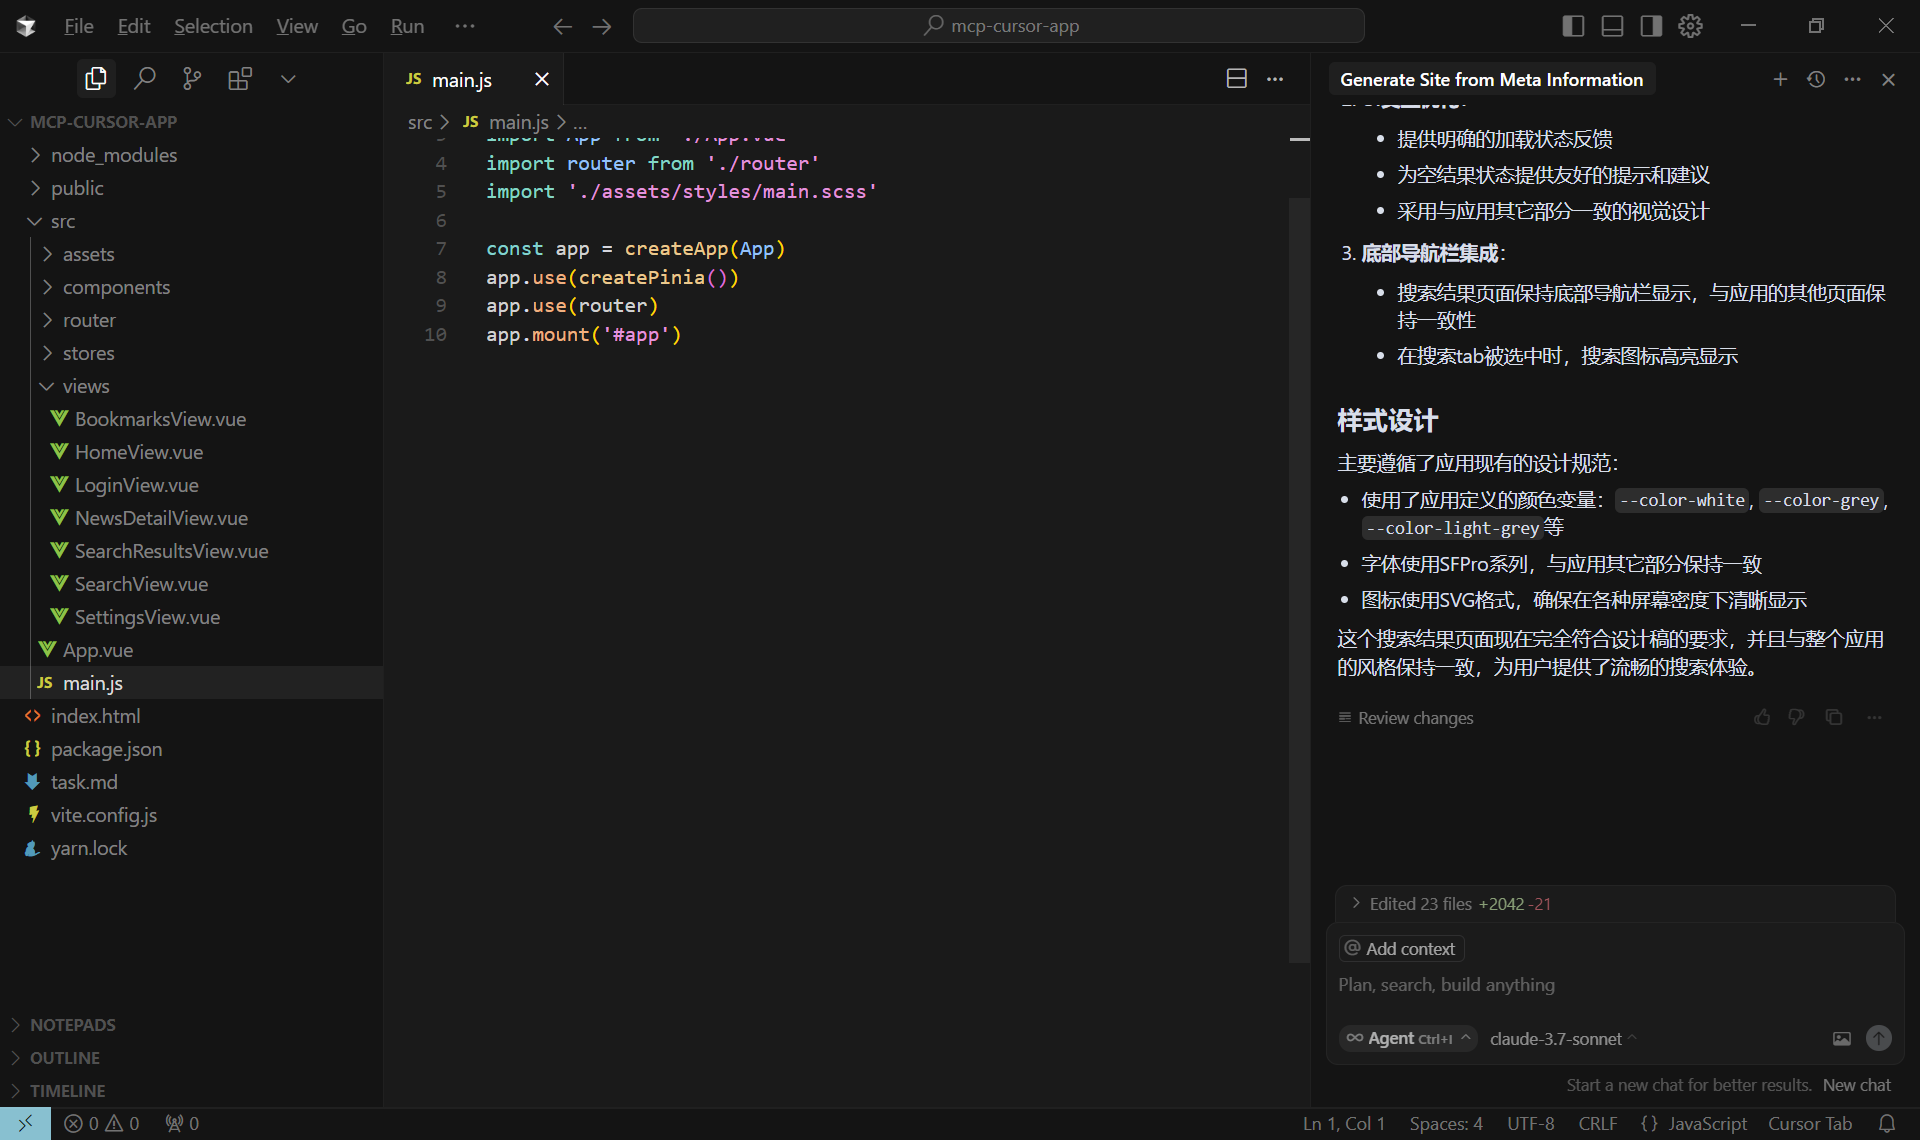 File Edit Selection View Go Run ··· mcp-cursor-app
MCP-CURSOR-APP
node_modules
public
src
assets
components
router
stores
views
BookmarksView.vue
HomeView.vue
LoginView.vue
NewsDetailView.vue
SearchResultsView.vue
SearchView.vue
SettingsView.vue
App.vue
JS main.js
index.html
{} package.json
task.md
vite.config.js
yarn.lock
NOTEPADS
OUTLINE
TIMELINE
JS main.js
src > JS main.js > ...
3 import App from './App.vue'
4 import router from './router'
5 import './assets/styles/main.scss'
6
7 const app = createApp(App)
8 app.use(createPinia())
9 app.use(router)
10 app.mount('#app')
Generate Site from Meta Information
• 提供明确的加载状态反馈
• 为空结果状态提供友好的提示和建议
• 采用与应用其它部分一致的视觉设计
3. 底部导航栏集成：
• 搜索结果页面保持底部导航栏显示，与应用的其他页面保
持一致性
• 在搜索tab被选中时，搜索图标高亮显示
样式设计
主要遵循了应用现有的设计规范：
• 使用了应用定义的颜色变量：--color-white, --color-grey,
--color-light-grey等
• 字体使用SFPro系列，与应用其它部分保持一致
• 图标使用SVG格式，确保在各种屏幕密度下清晰显示
这个搜索结果页面现在完全符合设计稿的要求，并且与整个应用
的风格保持一致，为用户提供了流畅的搜索体验。
Review changes
Edited 23 files +2042 -21
@ Add context
Plan, search, build anything
∞ Agent Ctrl+I claude-3.7-sonnet
Start a new chat for better results. New chat
0 0 0 Ln 1, Col 1 Spaces: 4 UTF-8 CRLF {} JavaScript Cursor Tab